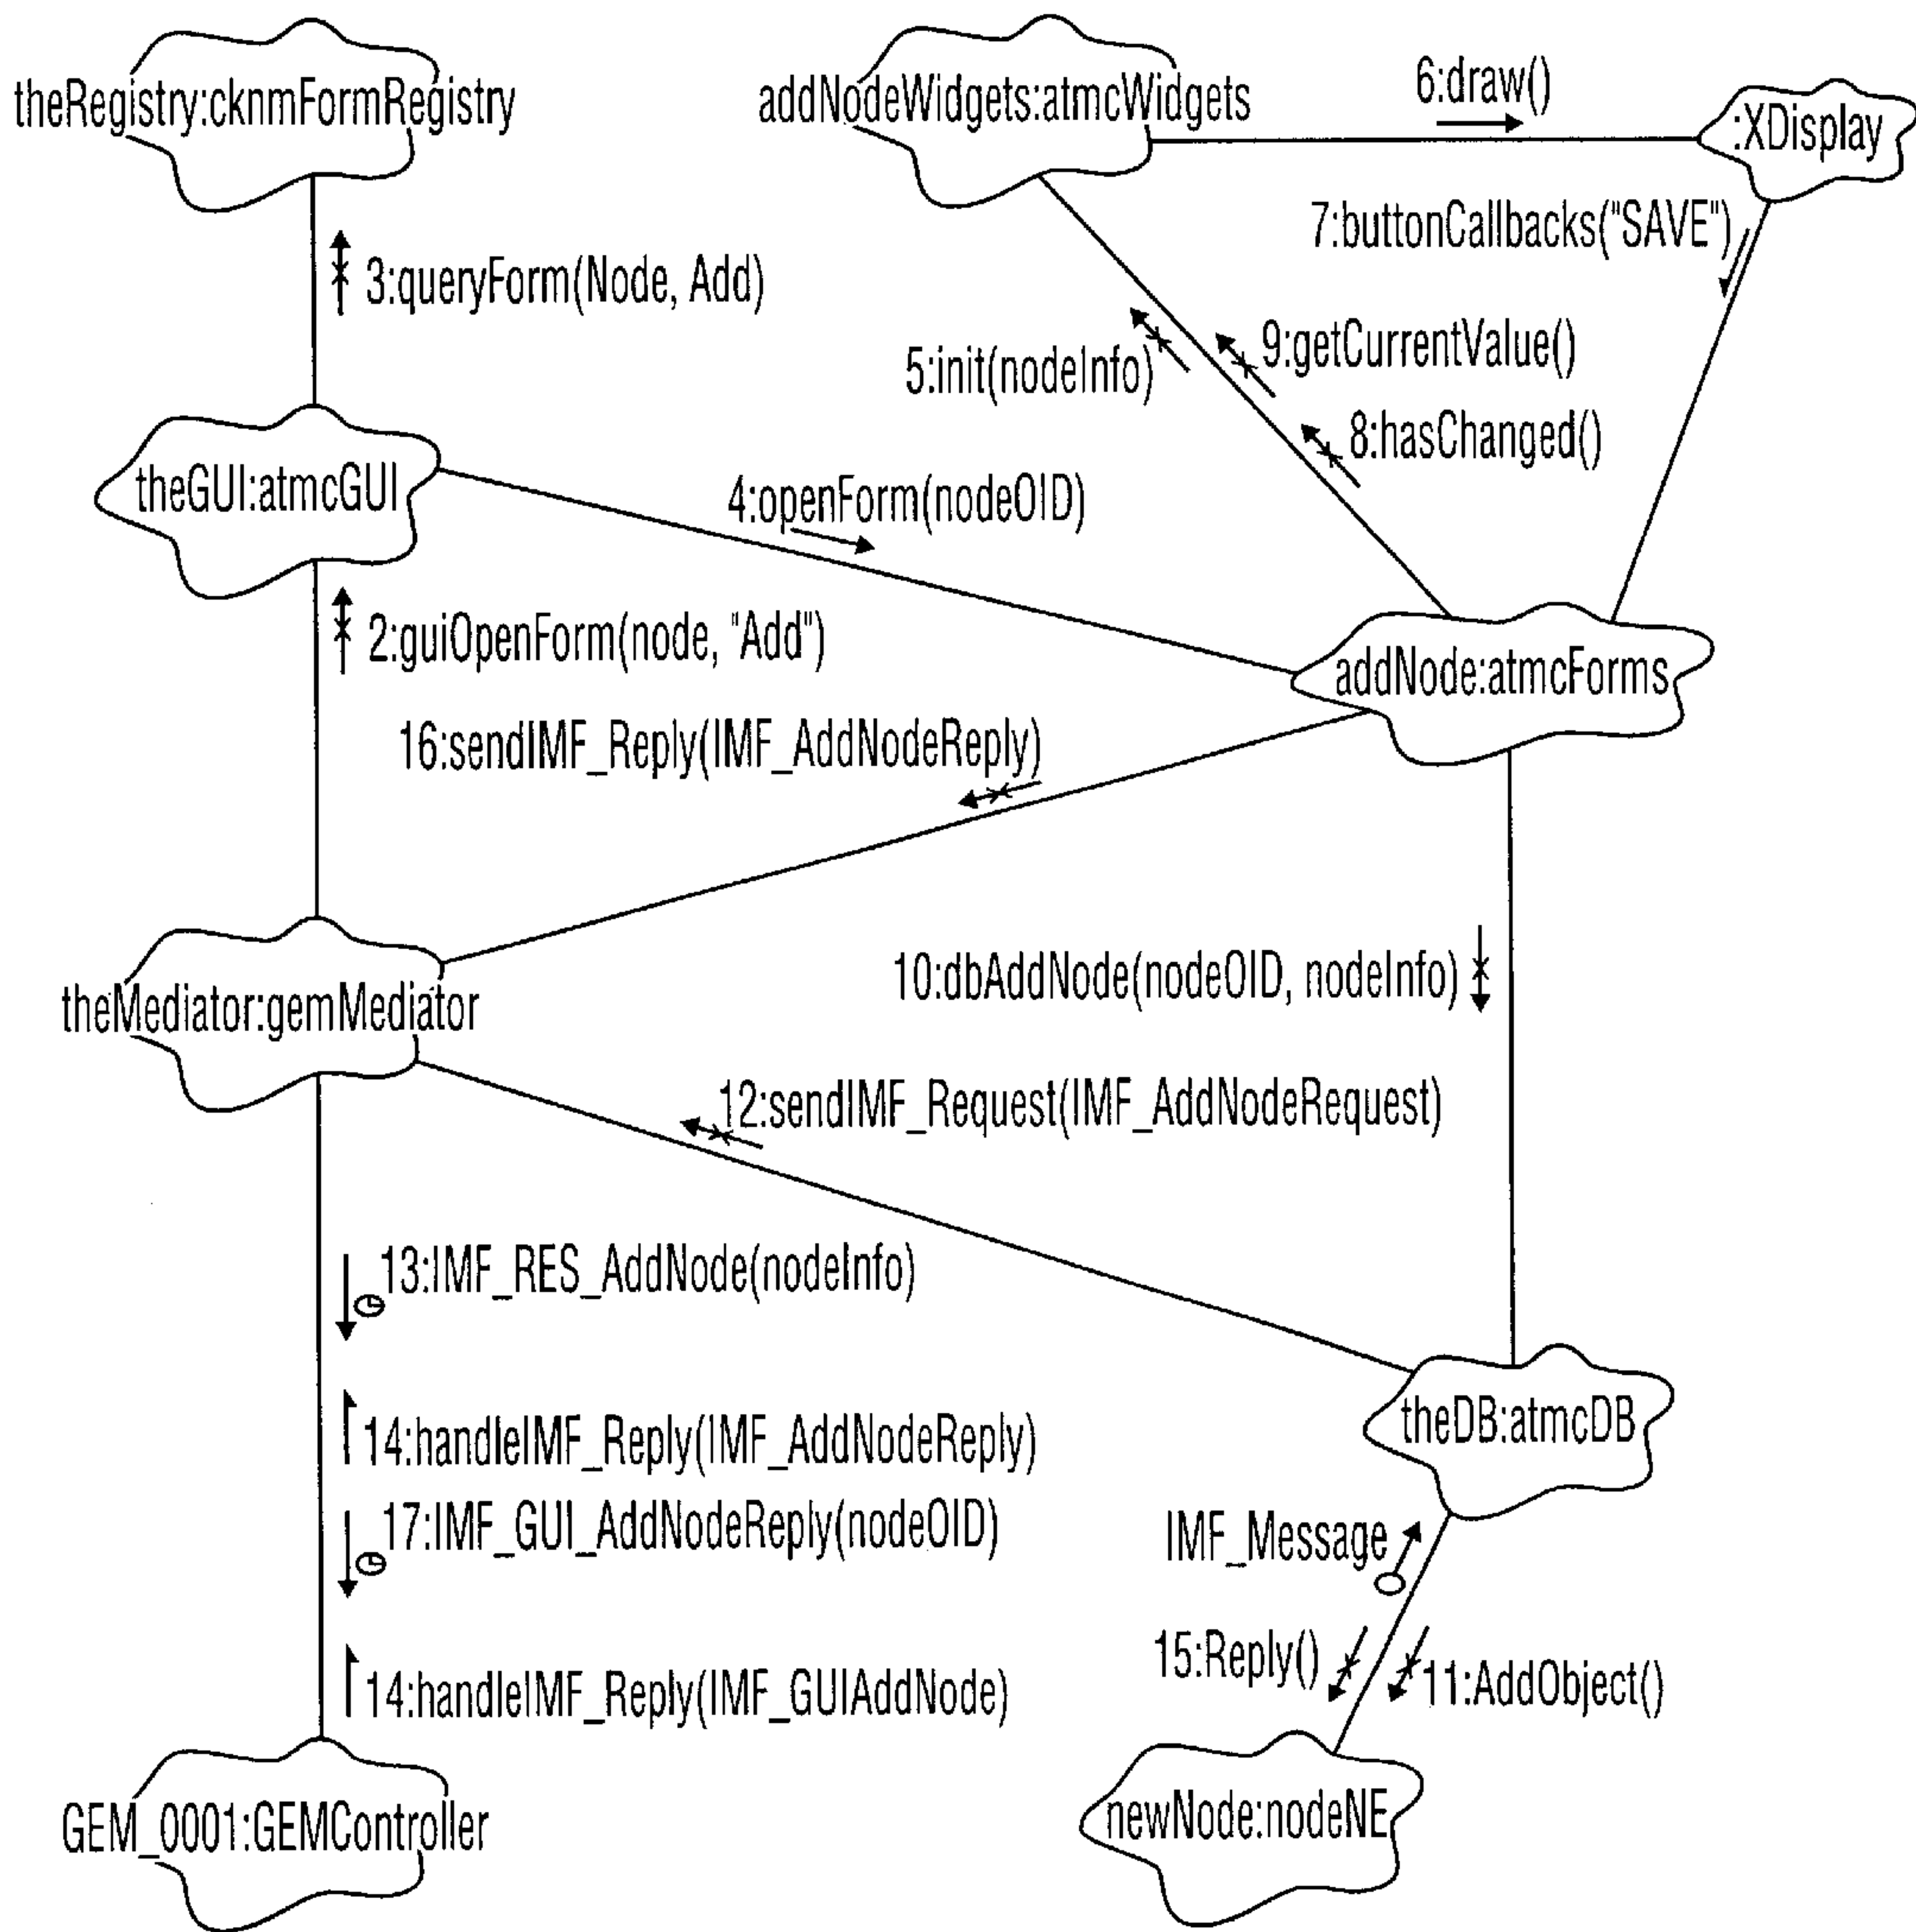 theRegistry:cknmFormRegistry
addNodeWidgets:atmcWidgets
6:draw()
:XDisplay
7:buttonCallbacks("SAVE")
3:queryForm(Node, Add)
5:init(nodeInfo)
9:getCurrentValue()
8:hasChanged()
theGUI:atmcGUI
4:openForm(nodeOID)
2:guiOpenForm(node, "Add")
addNode:atmcForms
16:sendIMF_Reply(IMF_AddNodeReply)
10:dbAddNode(nodeOID, nodeInfo)
theMediator:gemMediator
12:sendIMF_Request(IMF_AddNodeRequest)
13:IMF_RES_AddNode(nodeInfo)
14:handleIMF_Reply(IMF_AddNodeReply)
theDB:atmcDB
17:IMF_GUI_AddNodeReply(nodeOID)
IMF_Message
15:Reply()
11:AddObject()
14:handleIMF_Reply(IMF_GUIAddNode)
GEM_0001:GEMController
newNode:nodeNE